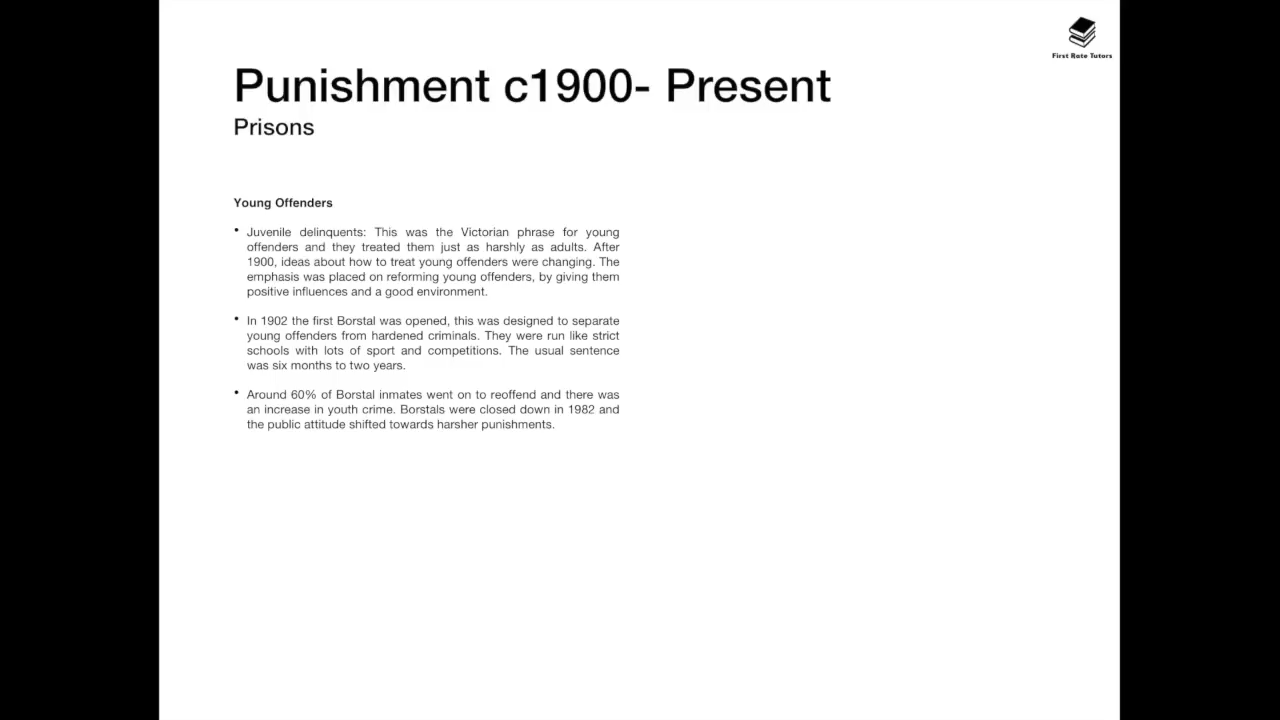 First Rate Tutors
Punishment c1900- Present
Prisons
Young Offenders
• Juvenile delinquents: This was the Victorian phrase for young
offenders and they treated them just as harshly as adults. After
1900, ideas about how to treat young offenders were changing. The
emphasis was placed on reforming young offenders, by giving them
positive influences and a good environment.
• In 1902 the first Borstal was opened, this was designed to separate
young offenders from hardened criminals. They were run like strict
schools with lots of sport and competitions. The usual sentence
was six months to two years.
• Around 60% of Borstal inmates went on to reoffend and there was
an increase in youth crime. Borstals were closed down in 1982 and
the public attitude shifted towards harsher punishments.